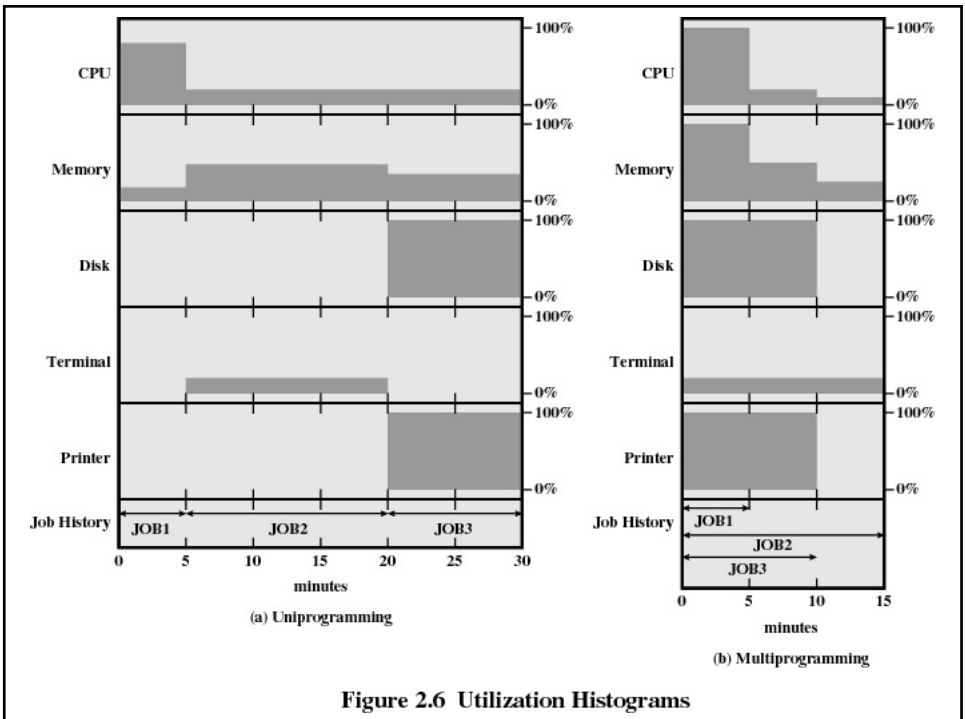 100%
CPU
0%
100%
Memory
0%
100%
Disk
0%
100%
Terminal
0%
100%
Printer
0%
Job History
JOB1 JOB2 JOB3
0 5 10 15 20 25 30
minutes
(a) Uniprogramming
100%
CPU
0%
100%
Memory
0%
100%
Disk
0%
100%
Terminal
0%
100%
Printer
0%
Job History
JOB1
JOB2
JOB3
0 5 10 15
minutes
(b) Multiprogramming
Figure 2.6 Utilization Histograms